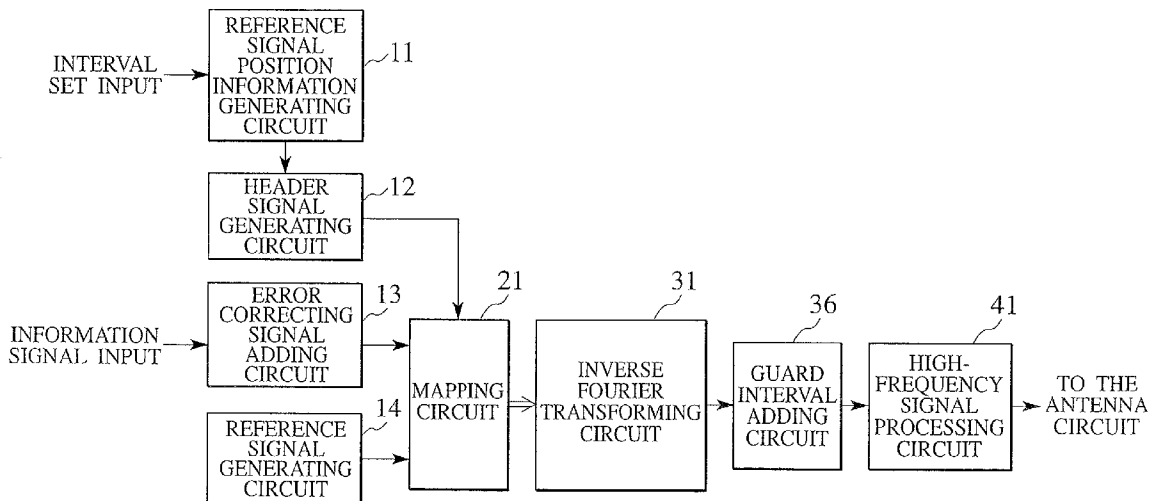 REFERENCE
SIGNAL
POSITION
INFORMATION
GENERATING
CIRCUIT
11
INTERVAL
SET INPUT
HEADER
SIGNAL
GENERATING
CIRCUIT
12
ERROR
CORRECTING
SIGNAL
ADDING
CIRCUIT
13
INFORMATION
SIGNAL INPUT
REFERENCE
SIGNAL
GENERATING
CIRCUIT
14
MAPPING
CIRCUIT
21
INVERSE
FOURIER
TRANSFORMING
CIRCUIT
31
GUARD
INTERVAL
ADDING
CIRCUIT
36
HIGH-
FREQUENCY
SIGNAL
PROCESSING
CIRCUIT
41
TO THE
ANTENNA
CIRCUIT